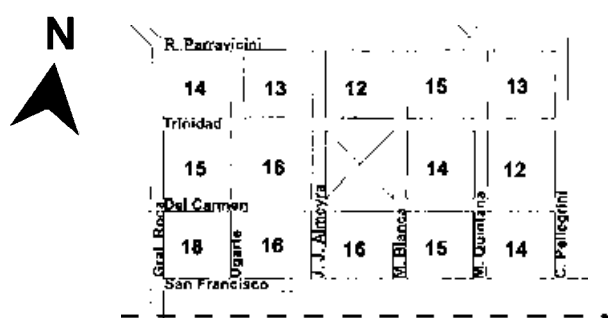 N
R. Parravicini
14 13 12 15 13
Trinidad
15 16 14 12
Del Carmen
18 16 16 15 14
Gral. Roca
Ugarte
J. J. Almeyra
M. Blanca
M. Quintana
C. Pellegrini
San Francisco